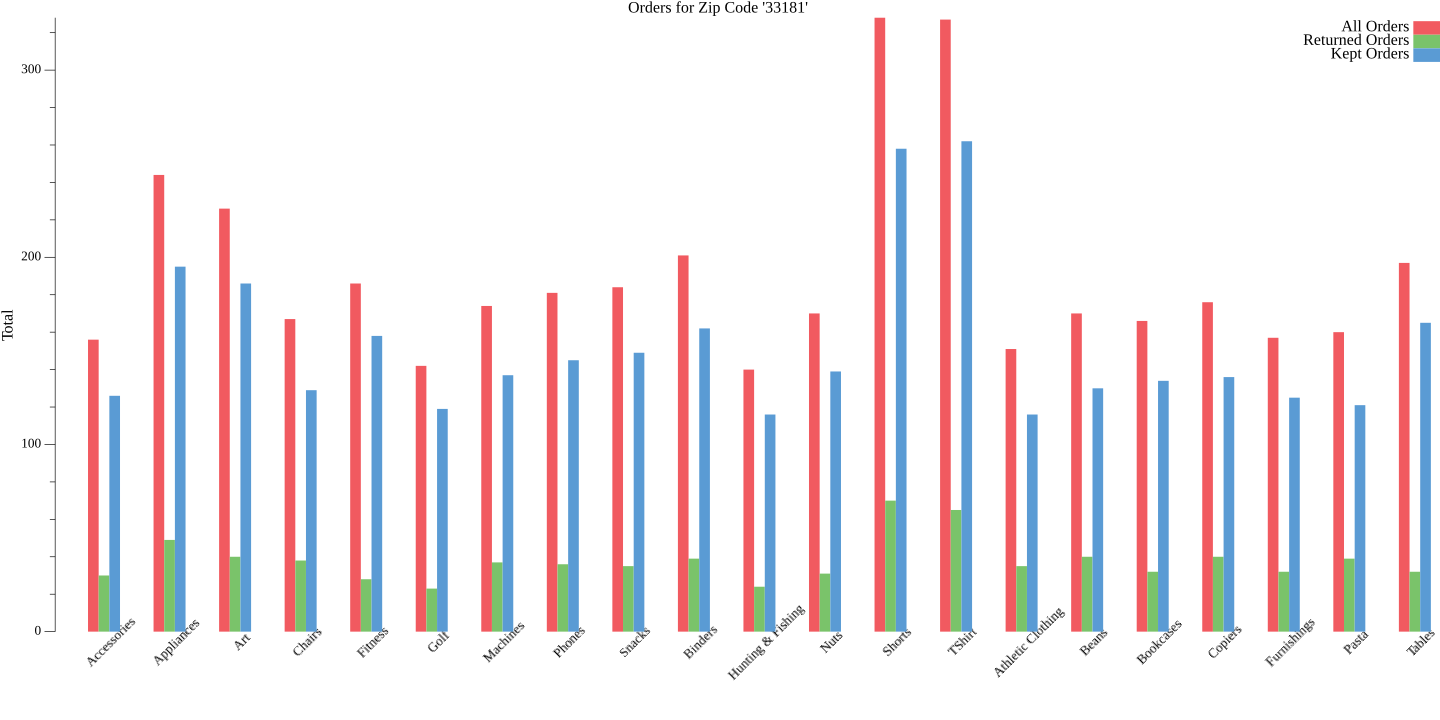 Orders for Zip Code '33181'
All Orders
Returned Orders
Kept Orders
Total
300
200
100
0
Accessories
Appliances
Art
Chairs
Fitness
Golf
Machines
Phones
Snacks
Binders
Hunting & Fishing
Nuts
Shorts
TShirt
Athletic Clothing
Beans
Bookcases
Copiers
Furnishings
Pasta
Tables